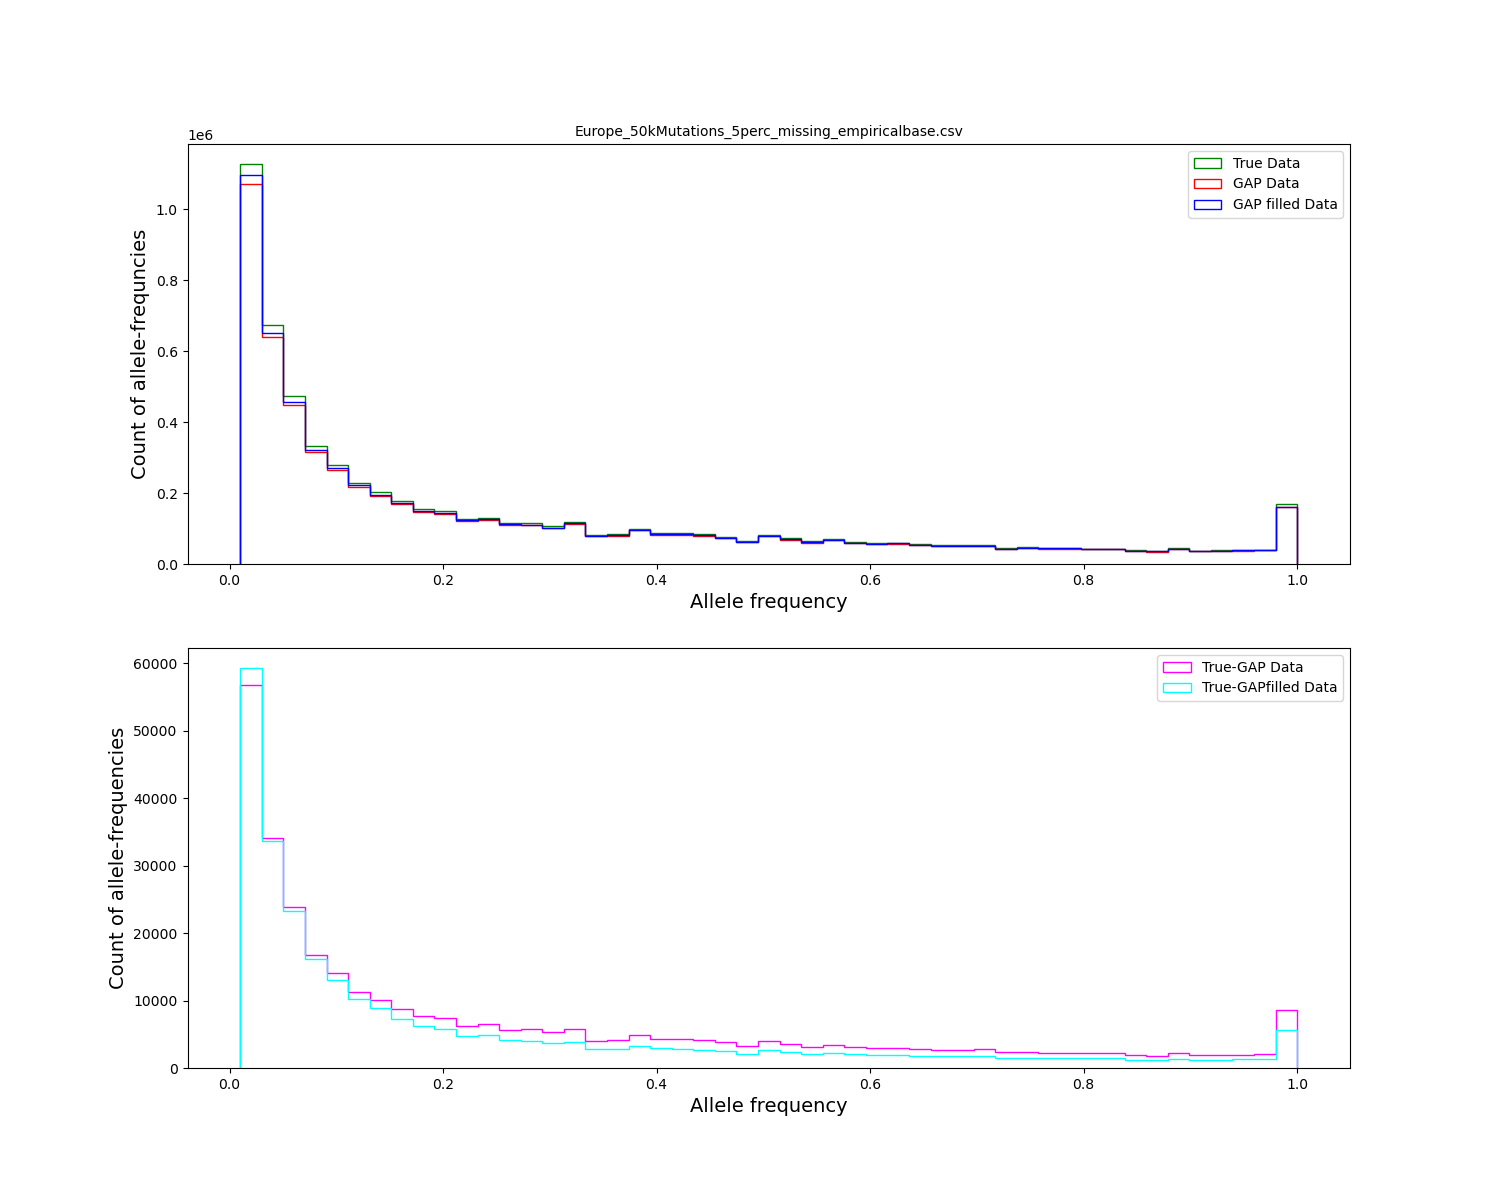 Europe_50kMutations_5perc_missing_empiricalbase.csv
1e6
True Data
GAP Data
GAP filled Data
Count of allele-frequncies
1.0
0.8
0.6
0.4
0.2
0.0
0.0 0.2 0.4 0.6 0.8 1.0
Allele frequency
True-GAP Data
True-GAPfilled Data
Count of allele-frequencies
60000
50000
40000
30000
20000
10000
0
0.0 0.2 0.4 0.6 0.8 1.0
Allele frequency